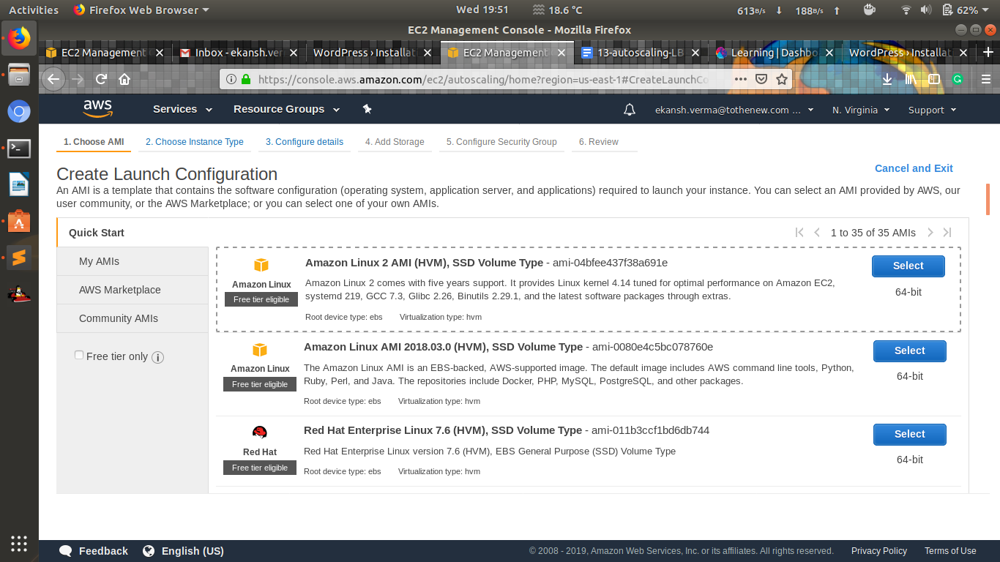 Activities Firefox Web Browser Wed 19:51 18.6 °C 613B/s 188B/s 62%
EC2 Management Console - Mozilla Firefox
EC2 Management Inbox - ekansh.ver WordPress › Installat EC2 Management 13-autoscaling-LB Learning | Dashbo WordPress › Installat
https://console.aws.amazon.com/ec2/autoscaling/home?region=us-east-1#CreateLaunchCo
aws Services Resource Groups ekansh.verma@tothenew.com ... N. Virginia Support
1. Choose AMI 2. Choose Instance Type 3. Configure details 4. Add Storage 5. Configure Security Group 6. Review
Create Launch Configuration
Cancel and Exit
An AMI is a template that contains the software configuration (operating system, application server, and applications) required to launch your instance. You can select an AMI provided by AWS, our
user community, or the AWS Marketplace; or you can select one of your own AMIs.
Quick Start
1 to 35 of 35 AMIs
My AMIs
AWS Marketplace
Community AMIs
Free tier only
Amazon Linux
Free tier eligible
Amazon Linux 2 AMI (HVM), SSD Volume Type - ami-04bfee437f38a691e
Amazon Linux 2 comes with five years support. It provides Linux kernel 4.14 tuned for optimal performance on Amazon EC2,
systemd 219, GCC 7.3, Glibc 2.26, Binutils 2.29.1, and the latest software packages through extras.
Root device type: ebs Virtualization type: hvm
Select
64-bit
Amazon Linux
Free tier eligible
Amazon Linux AMI 2018.03.0 (HVM), SSD Volume Type - ami-0080e4c5bc078760e
The Amazon Linux AMI is an EBS-backed, AWS-supported image. The default image includes AWS command line tools, Python,
Ruby, Perl, and Java. The repositories include Docker, PHP, MySQL, PostgreSQL, and other packages.
Root device type: ebs Virtualization type: hvm
Select
64-bit
Red Hat
Free tier eligible
Red Hat Enterprise Linux 7.6 (HVM), SSD Volume Type - ami-011b3ccf1bd6db744
Red Hat Enterprise Linux version 7.6 (HVM), EBS General Purpose (SSD) Volume Type
Root device type: ebs Virtualization type: hvm
Select
64-bit
Feedback English (US) © 2008 - 2019, Amazon Web Services, Inc. or its affiliates. All rights reserved. Privacy Policy Terms of Use